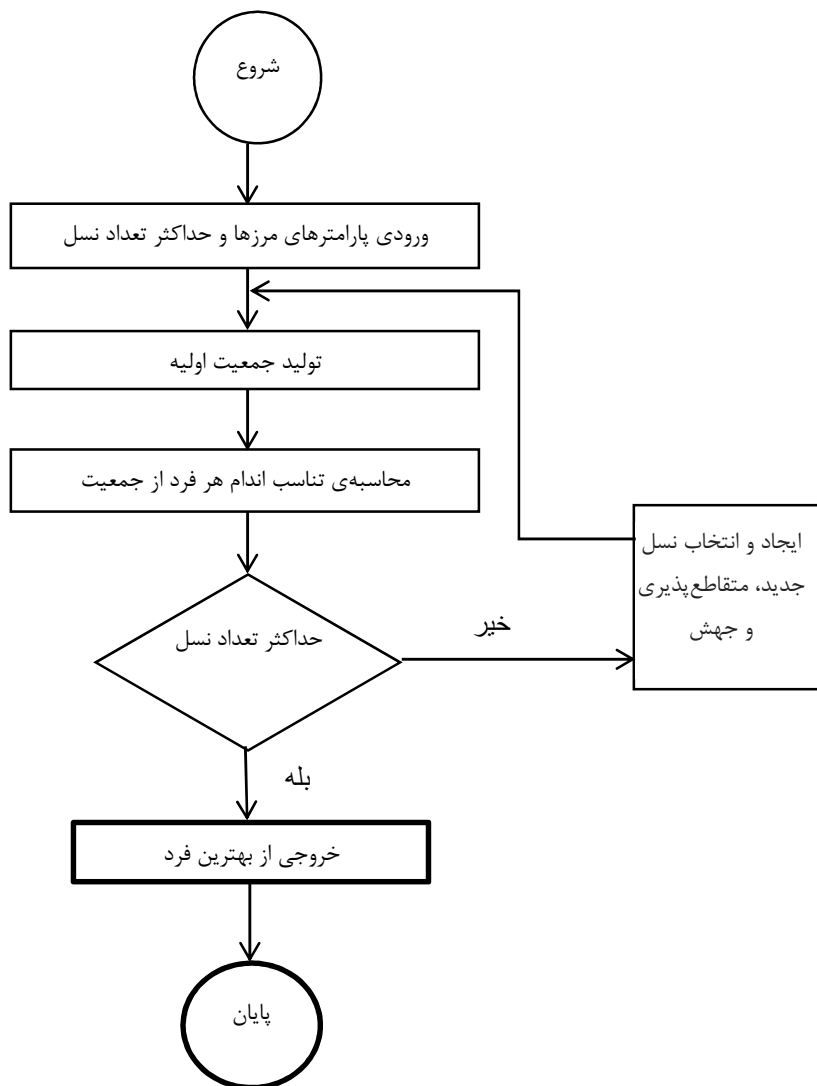 شروع
ورودی پارامترهای مرزها و حداکثر تعداد نسل
تولید جمعیت اولیه
محاسبه‌ی تناسب اندام هر فرد از جمعیت
ایجاد و انتخاب نسل
جدید، متقاطع‌پذیری
و جهش
حداکثر تعداد نسل
خیر
بله
خروجی از بهترین فرد
پایان